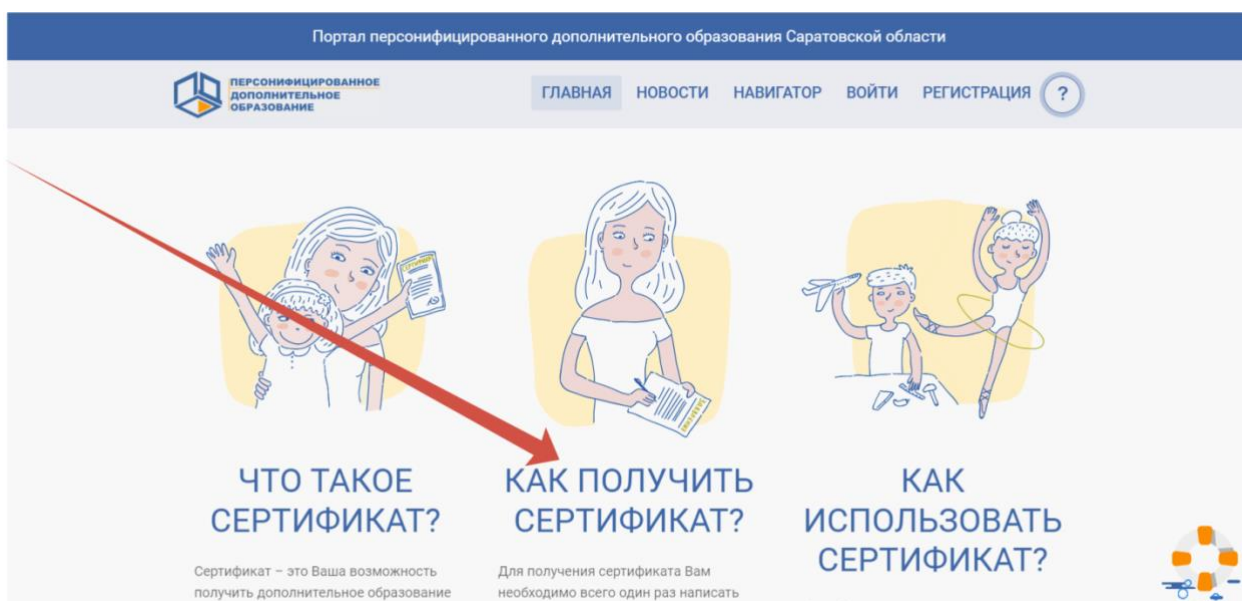 Портал персонифицированного дополнительного образования Саратовской области
ПЕРСОНИФИЦИРОВАННОЕ
ДОПОЛНИТЕЛЬНОЕ
ОБРАЗОВАНИЕ
ГЛАВНАЯ НОВОСТИ НАВИГАТОР ВОЙТИ РЕГИСТРАЦИЯ ?
СЕРТИФИКАТ
ЧТО ТАКОЕ
СЕРТИФИКАТ?
Сертификат – это Ваша возможность
получить дополнительное образование
КАК ПОЛУЧИТЬ
СЕРТИФИКАТ?
Для получения сертификата Вам
необходимо всего один раз написать
КАК
ИСПОЛЬЗОВАТЬ
СЕРТИФИКАТ?